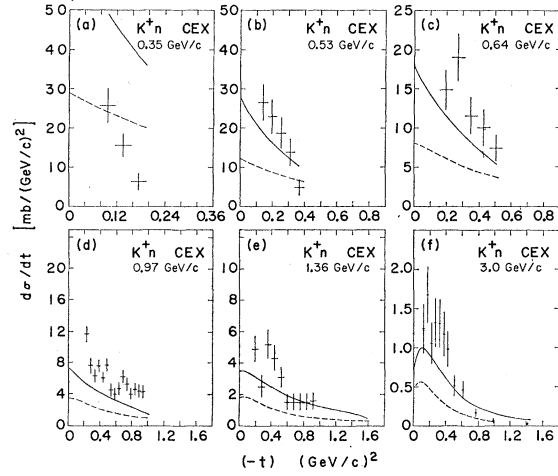 (a) K⁺n CEX
0.35 GeV/c
50
40
30
20
10
0
0 0.12 0.24 0.36
(b) K⁺n CEX
0.53 GeV/c
50
40
30
20
10
0
0 0.2 0.4 0.6 0.8
(c) K⁺n CEX
0.64 GeV/c
25
20
15
10
5
0
0 0.2 0.4 0.6 0.8
dσ/dt [mb/(GeV/c)²]
(d) K⁺n CEX
0.97 GeV/c
24
20
16
12
8
4
0
0 0.4 0.8 1.2 1.6
(e) K⁺n CEX
1.36 GeV/c
12
10
8
6
4
2
0
0 0.4 0.8 1.2 1.6
(f) K⁺n CEX
3.0 GeV/c
2.0
1.5
1.0
0.5
0
0 0.4 0.8 1.2 1.6
(-t) (GeV/c)²